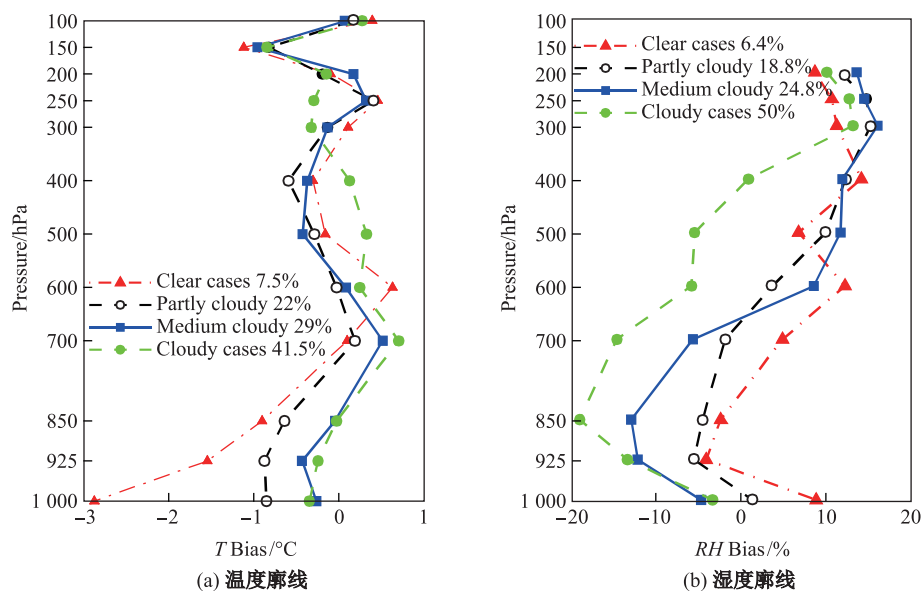 100
150
200
250
300
400
500
600
700
850
925
1 000
Pressure/hPa
Clear cases 7.5%
Partly cloudy 22%
Medium cloudy 29%
Cloudy cases 41.5%
−3
−2
−1
0
1
T Bias/°C
(a) 温度廓线
100
150
200
250
300
400
500
600
700
850
925
1 000
Pressure/hPa
Clear cases 6.4%
Partly cloudy 18.8%
Medium cloudy 24.8%
Cloudy cases 50%
−20
−10
0
10
20
RH Bias/%
(b) 湿度廓线